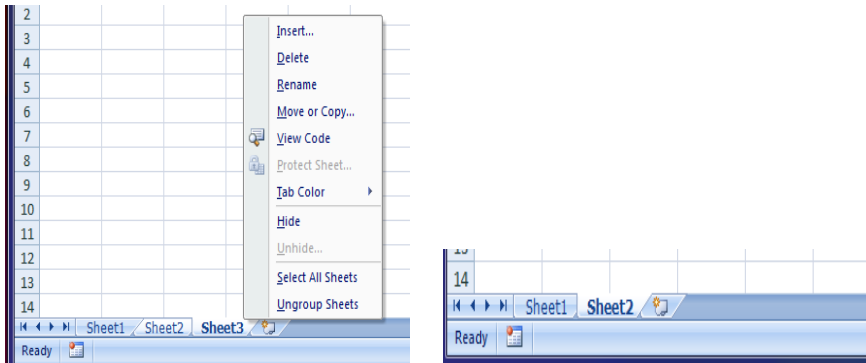 2
3
4
5
6
7
8
9
10
11
12
13
14
Insert...
Delete
Rename
Move or Copy...
View Code
Protect Sheet...
Tab Color
Hide
Unhide...
Select All Sheets
Ungroup Sheets
Sheet1 Sheet2 Sheet3
Ready
14
Sheet1 Sheet2
Ready